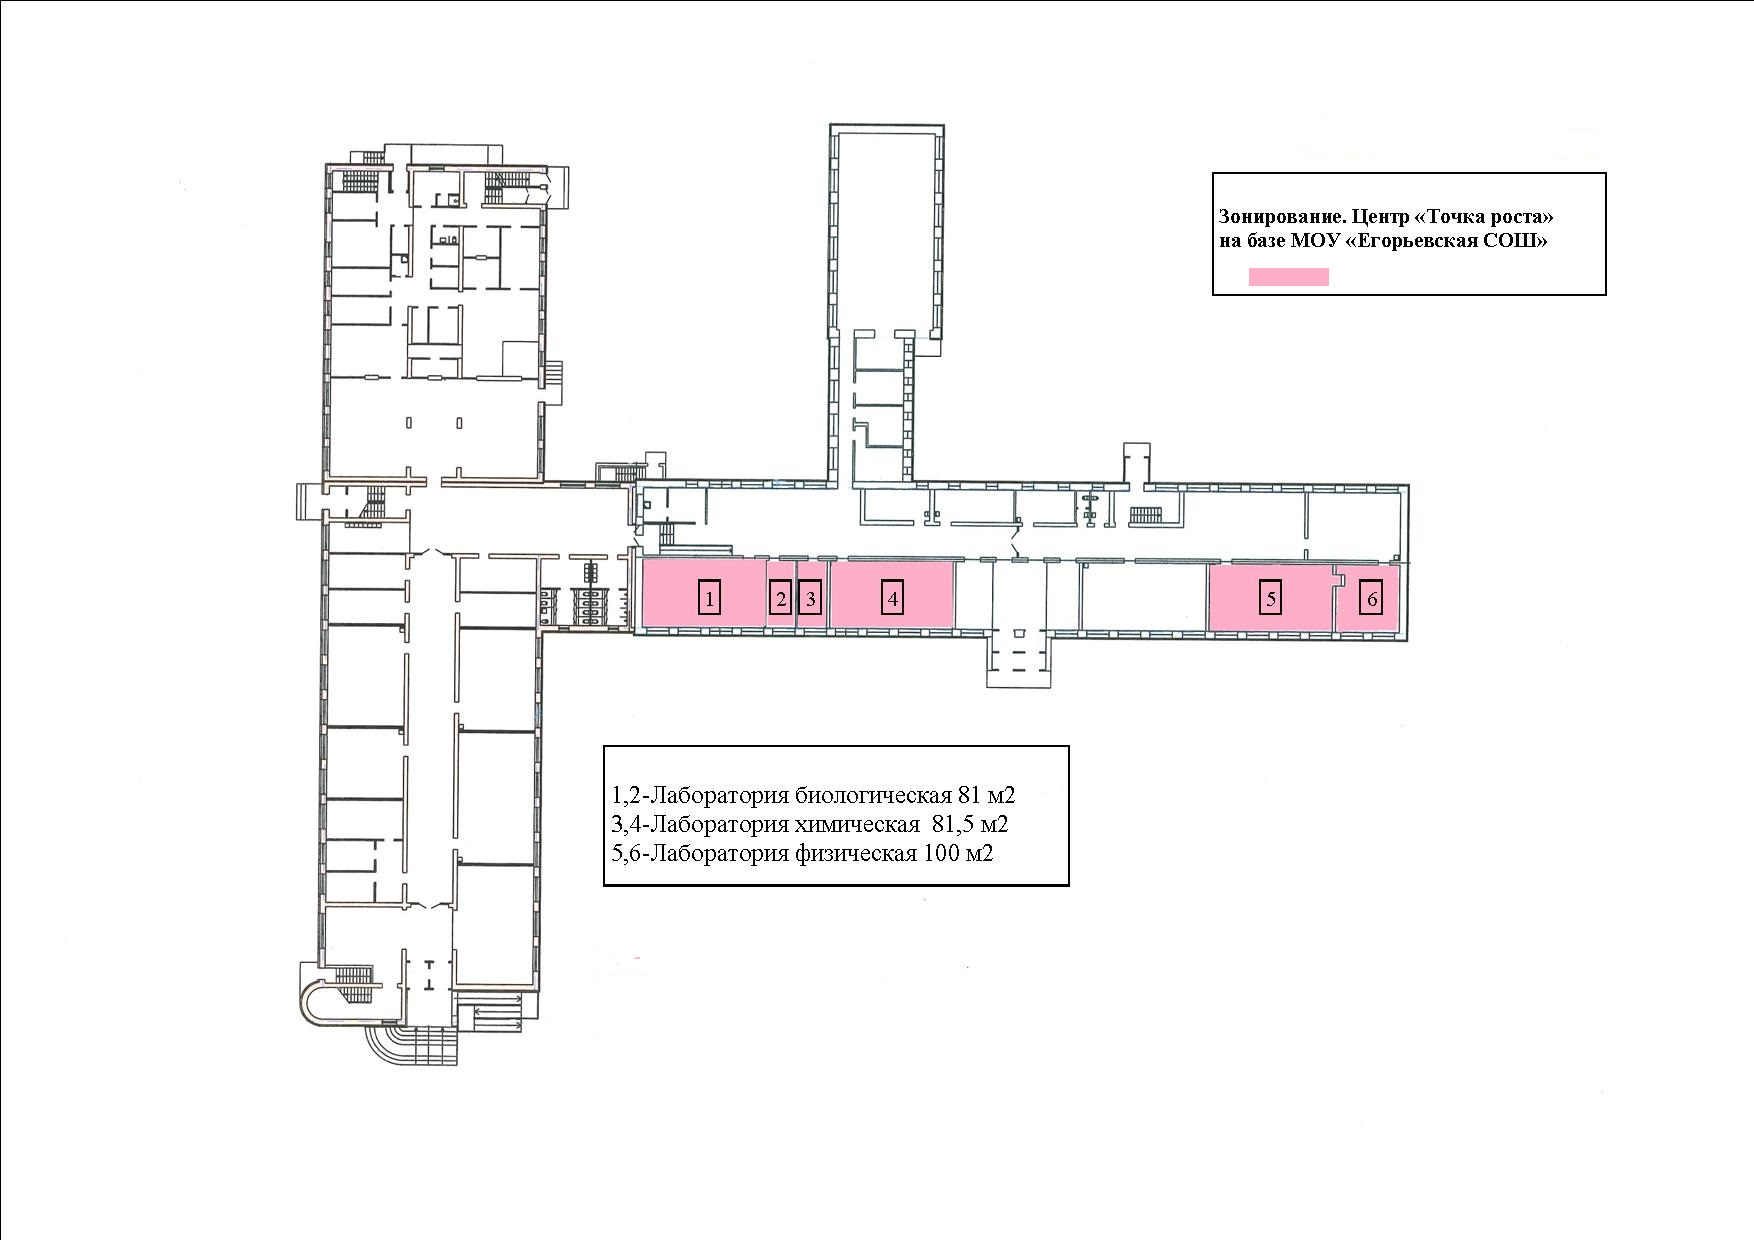 Зонирование. Центр «Точка роста»
на базе МОУ «Егорьевская СОШ»
1
2
3
4
5
6
1,2-Лаборатория биологическая 81 м2
3,4-Лаборатория химическая 81,5 м2
5,6-Лаборатория физическая 100 м2